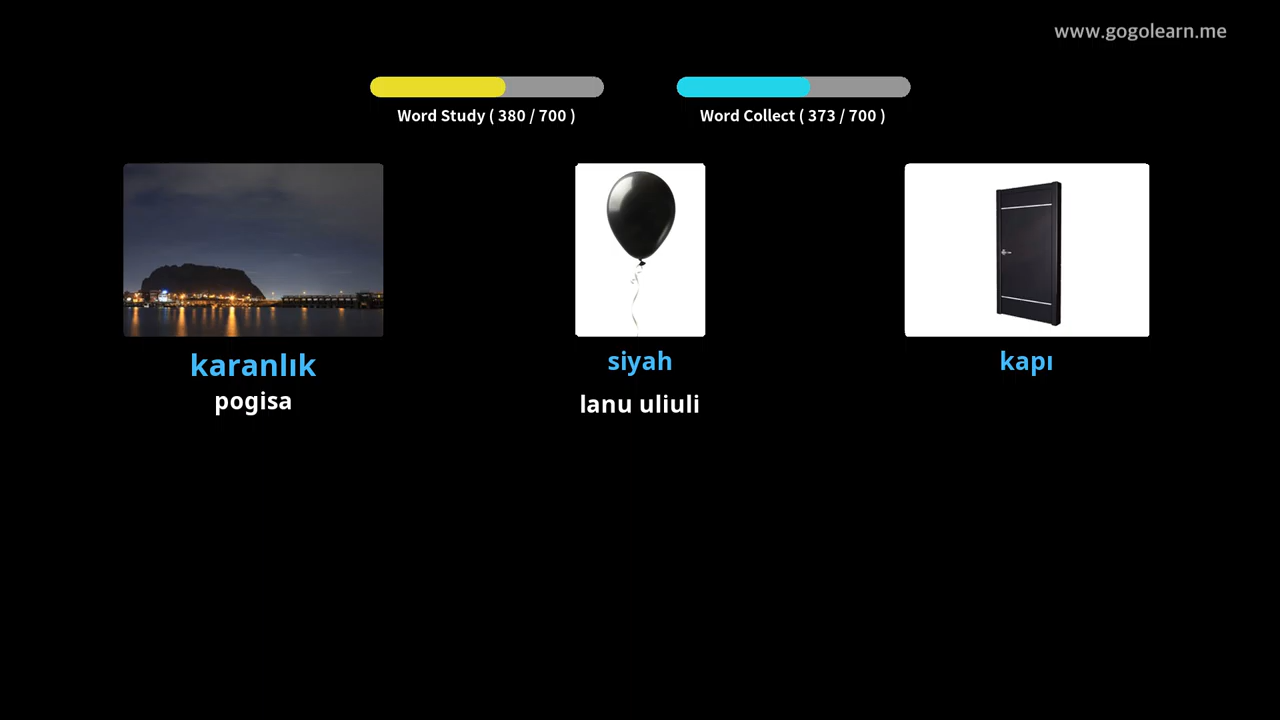 www.gogolearn.me
Word Study ( 380 / 700 )
Word Collect ( 373 / 700 )
karanlık
pogisa
siyah
lanu uliuli
kapı